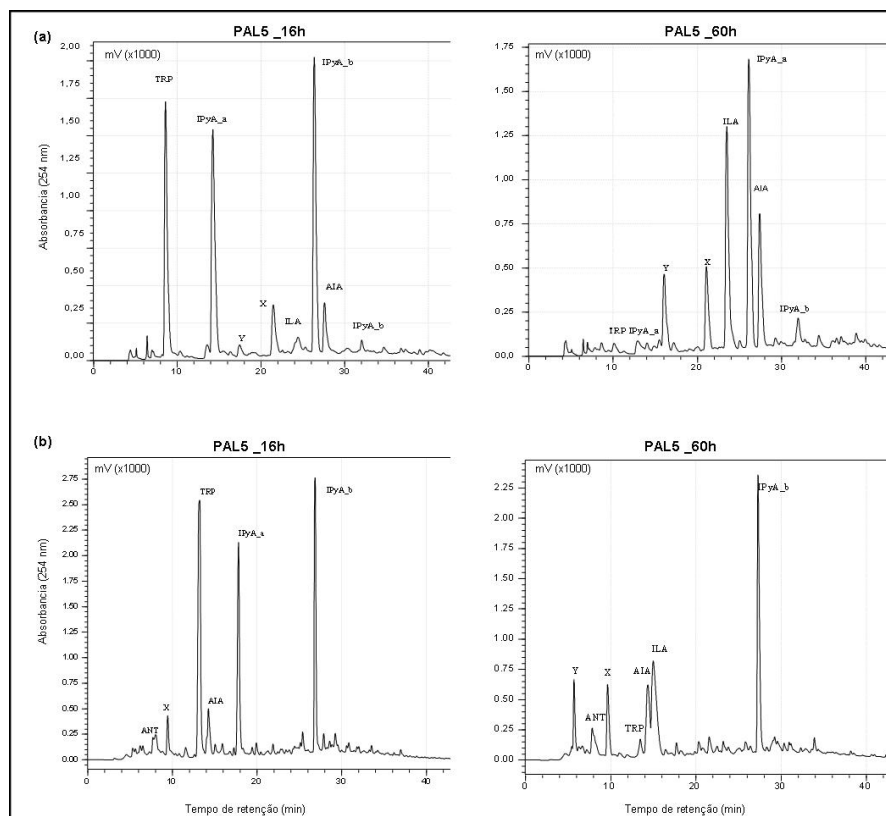 (a)
PAL5 _16h
mV (x1000)
Absorbancia (254 nm)
2,00
1,75
1,50
1,25
1,00
0,75
0,50
0,25
0,00
TRP
IPyA_a
Y
X
ILA
IPyA_b
AIA
IPyA_b
0
10
20
30
40
PAL5 _60h
mV (x1000)
1,75
1,50
1,25
1,00
0,75
0,50
0,25
0,0
TRP IPyA_a
Y
X
ILA
IPyA_a
AIA
IPyA_b
0
10
20
30
40
(b)
PAL5 _16h
mV (x1000)
Absorbancia (254 nm)
2.75
2.50
2.25
2.00
1.75
1.50
1.25
1.00
0.75
0.50
0.25
0.00
ANT
X
TRP
AIA
IPyA_a
IPyA_b
0
10
20
30
40
Tempo de retenção (min)
PAL5 _60h
mV (x1000)
2.25
2.00
1.75
1.50
1.25
1.00
0.75
0.50
0.25
0.00
Y
ANT
X
TRP
AIA
ILA
IPyA_b
0
10
20
30
40
Tempo de retenção (min)